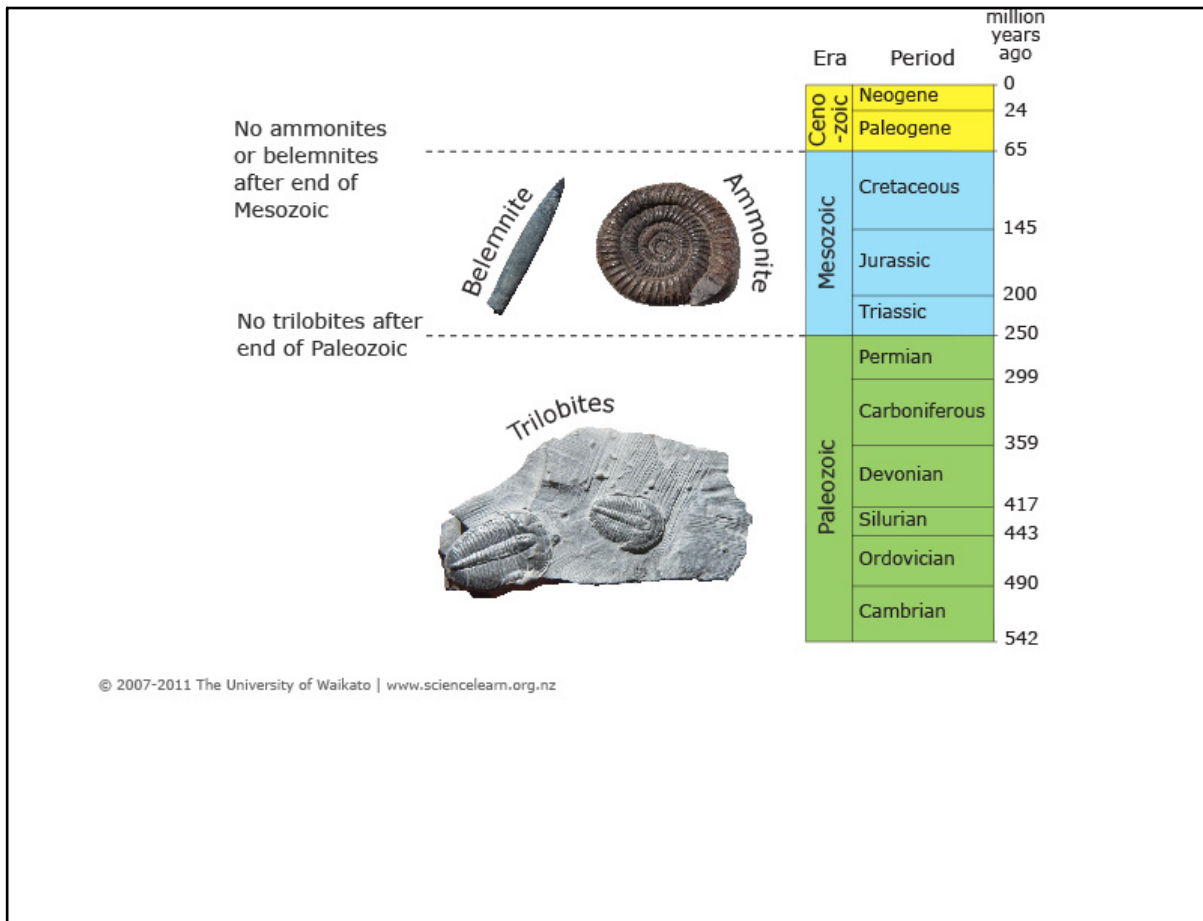 million
years
ago
Era
Period
0
Ceno
-zoic
Neogene
24
Paleogene
65
No ammonites
or belemnites
after end of
Mesozoic
Belemnite
Ammonite
Mesozoic
Cretaceous
145
Jurassic
200
Triassic
250
No trilobites after
end of Paleozoic
Trilobites
Paleozoic
Permian
299
Carboniferous
359
Devonian
417
Silurian
443
Ordovician
490
Cambrian
542
© 2007-2011 The University of Waikato | www.sciencelearn.org.nz